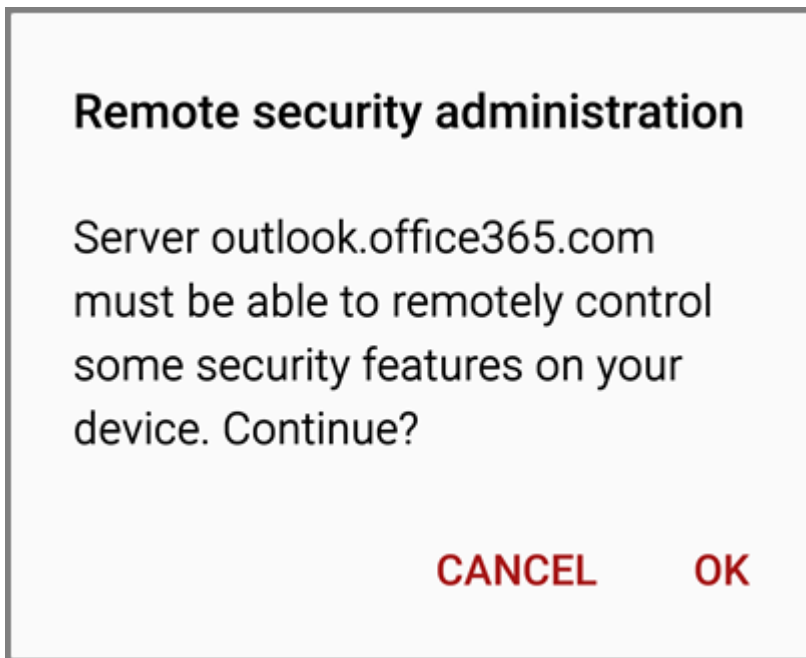 Remote security administration
Server outlook.office365.com
must be able to remotely control
some security features on your
device. Continue?
CANCEL OK